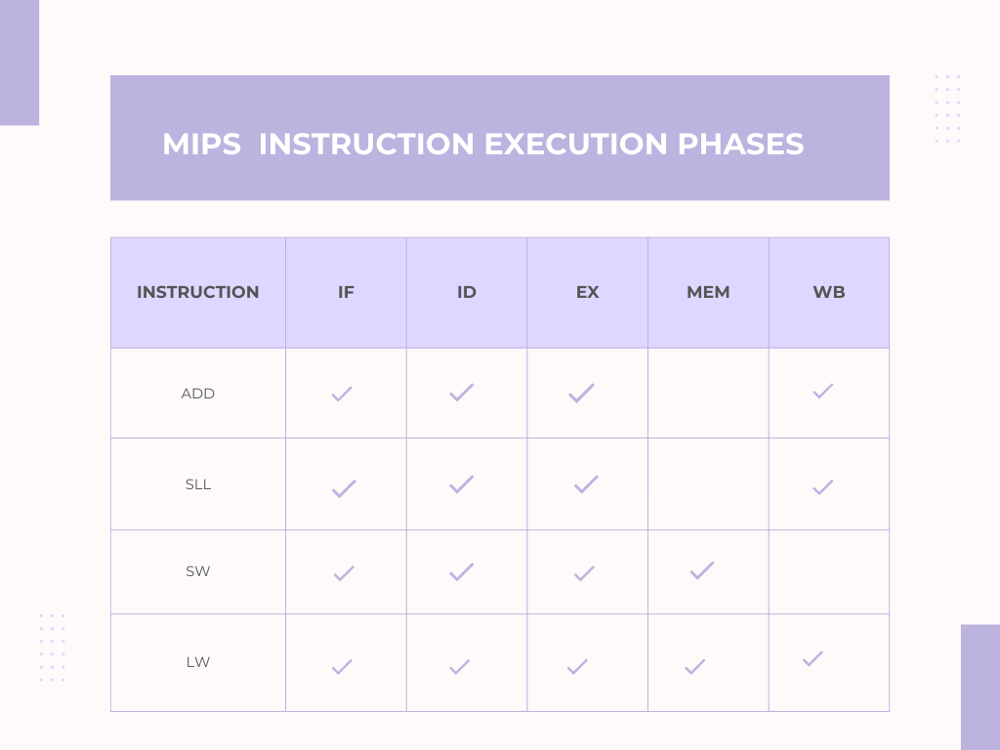 MIPS  INSTRUCTION EXECUTION PHASES
INSTRUCTION IF ID EX MEM WB
ADD ✓ ✓ ✓ ✓
SLL ✓ ✓ ✓ ✓
SW ✓ ✓ ✓ ✓
LW ✓ ✓ ✓ ✓ ✓